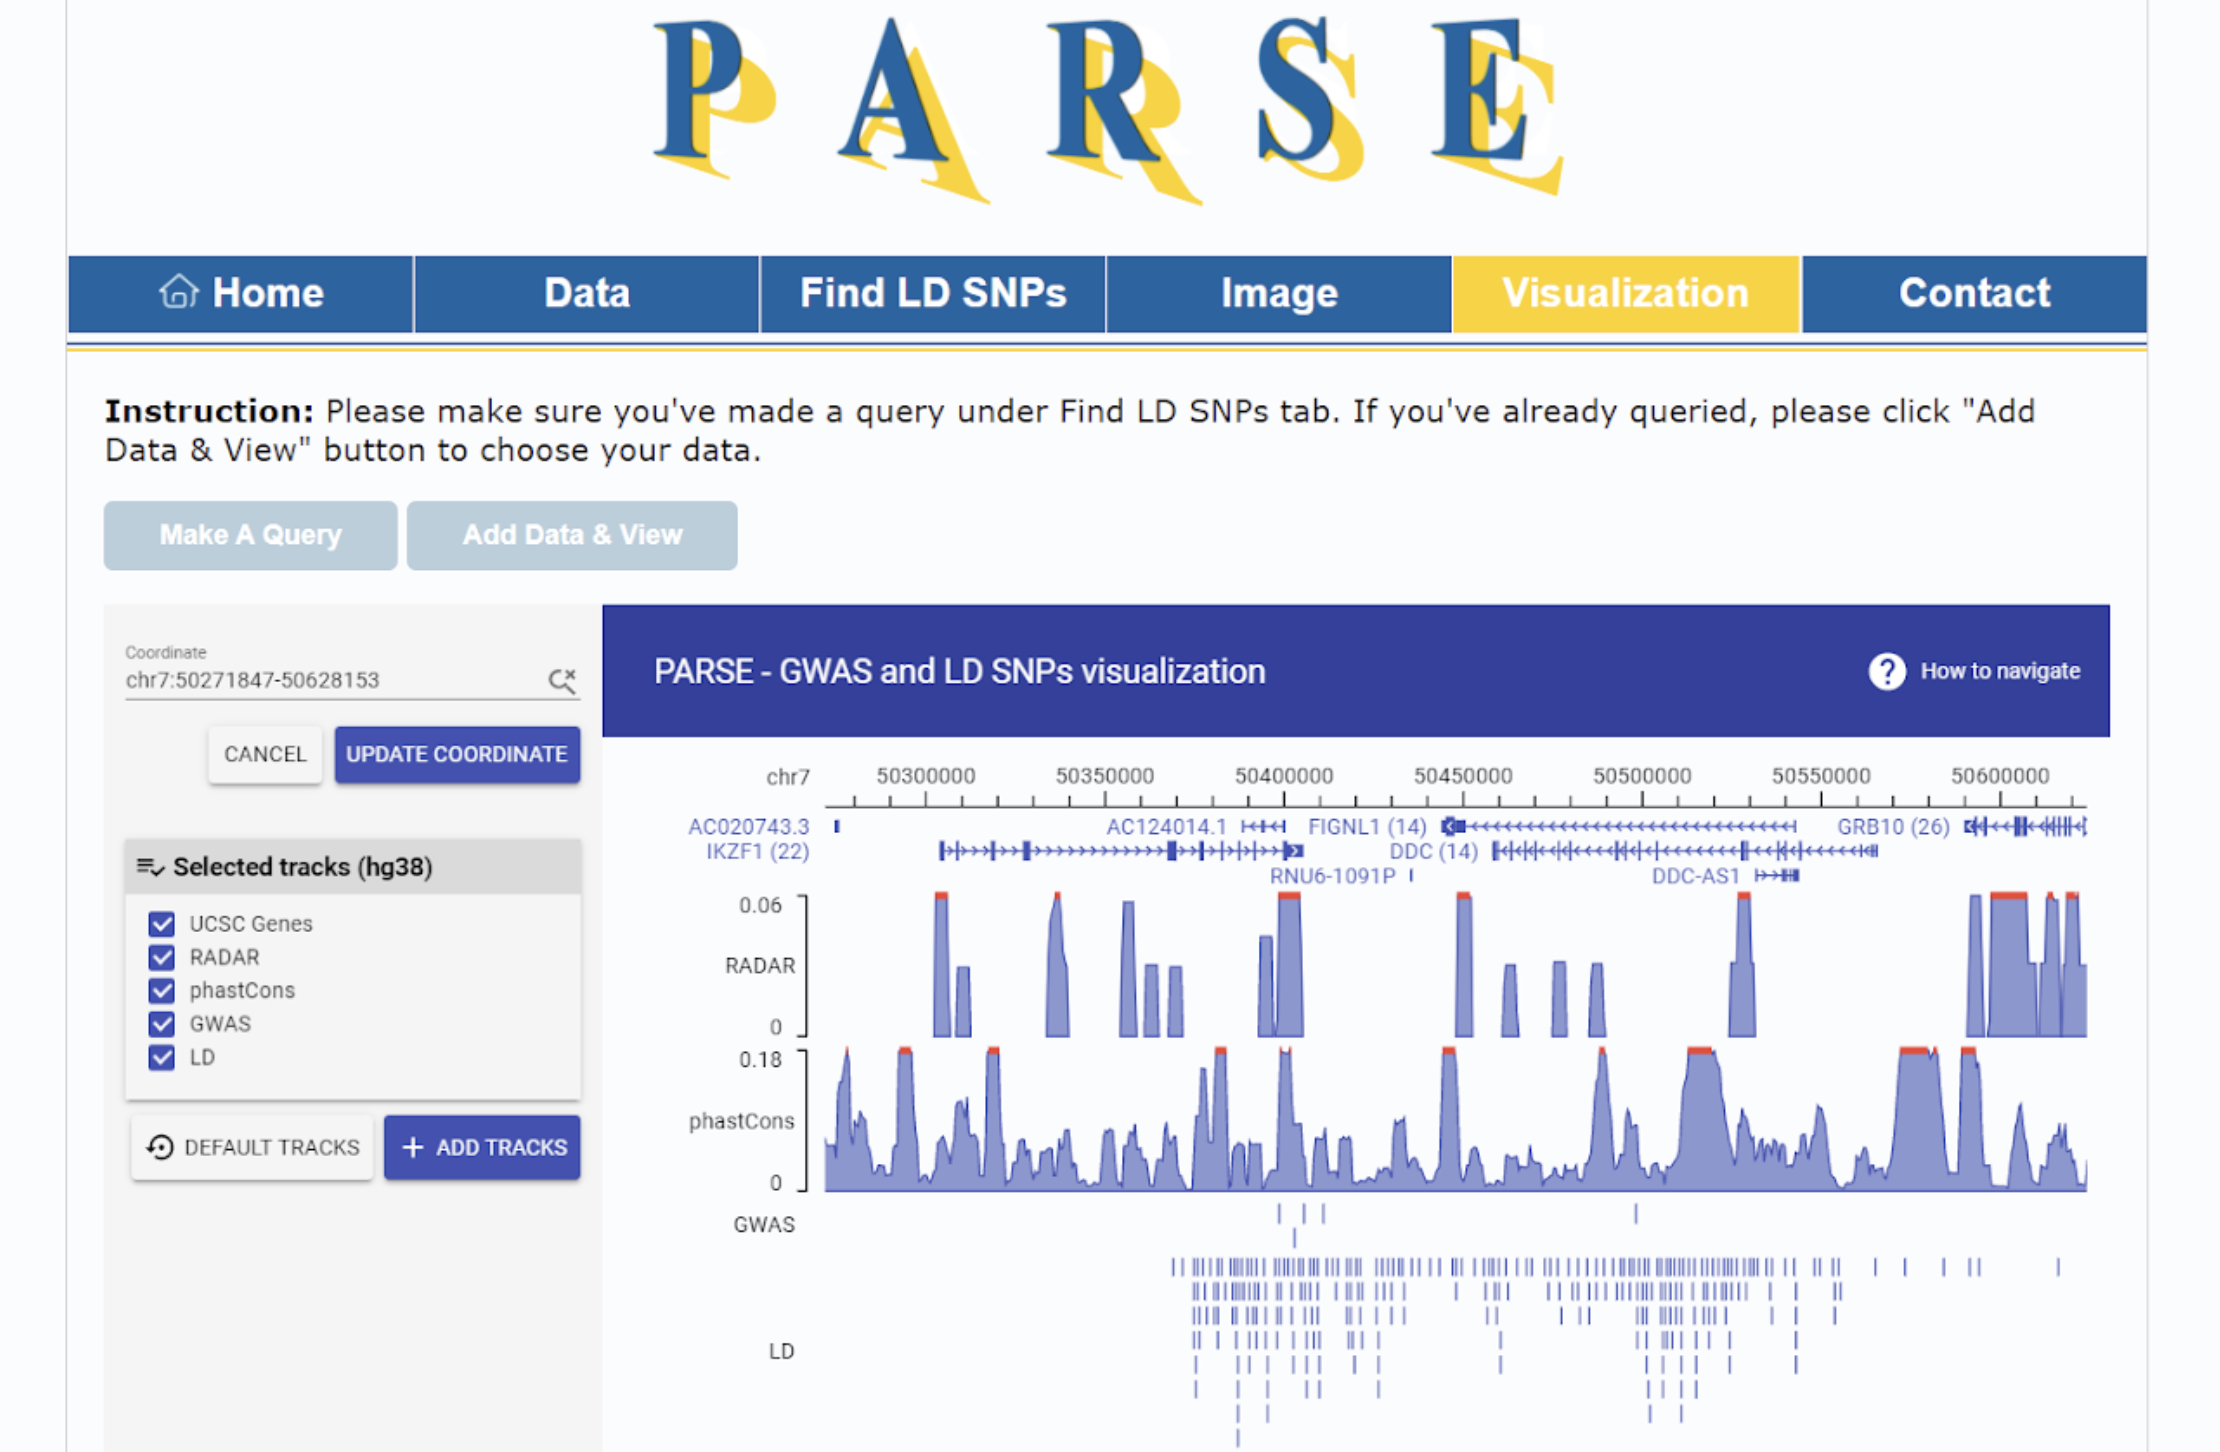 PARSE
Home
Data
Find LD SNPs
Image
Visualization
Contact
Instruction: Please make sure you've made a query under Find LD SNPs tab. If you've already queried, please click "Add
Data & View" button to choose your data.
Make A Query
Add Data & View
Coordinate
chr7:50271847-50628153
CANCEL
UPDATE COORDINATE
Selected tracks (hg38)
UCSC Genes
RADAR
phastCons
GWAS
LD
DEFAULT TRACKS
+ ADD TRACKS
PARSE - GWAS and LD SNPs visualization
? How to navigate
chr7 50300000 50350000 50400000 50450000 50500000 50550000 50600000
AC020743.3 AC124014.1 FIGNL1 (14) GRB10 (26)
IKZF1 (22) DDC (14)
RNU6-1091P DDC-AS1
0.06
RADAR
0
0.18
phastCons
0
GWAS
LD